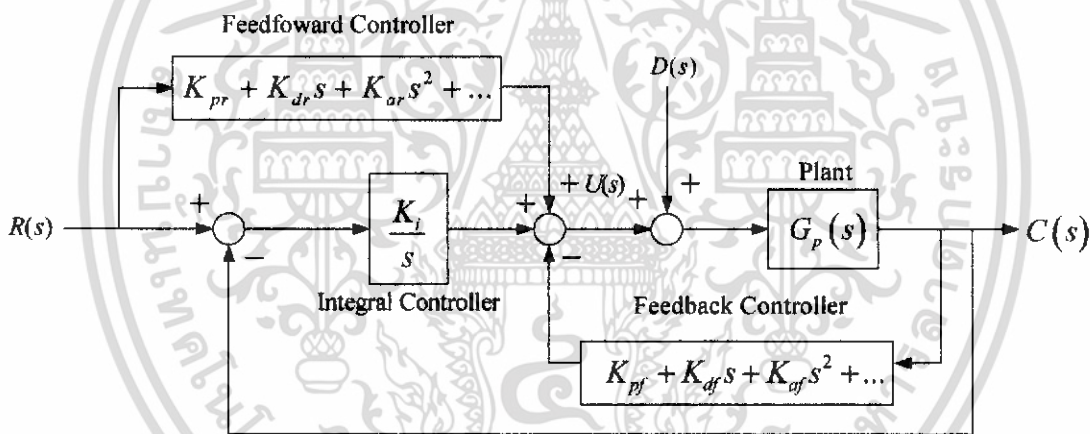 Feedfoward Controller
K_{pr} + K_{dr}s + K_{ar}s^2 + ...
D(s)
Plant
+ U(s)
R(s)
+
K_i
s
+
+
+
G_p(s)
C(s)
−
−
Integral Controller
Feedback Controller
K_{pf} + K_{df}s + K_{af}s^2 + ...